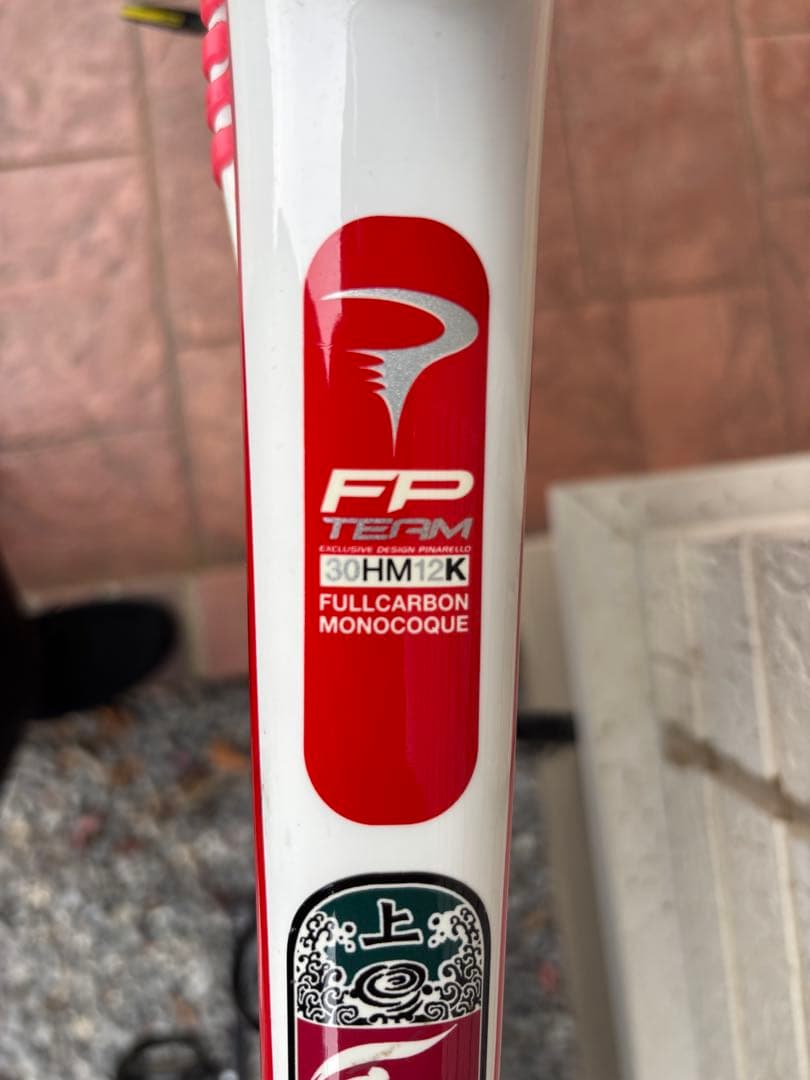 FP
TEAM
EXCLUSIVE DESIGN PINARELLO
30HM12K
FULLCARBON
MONOCOQUE
上